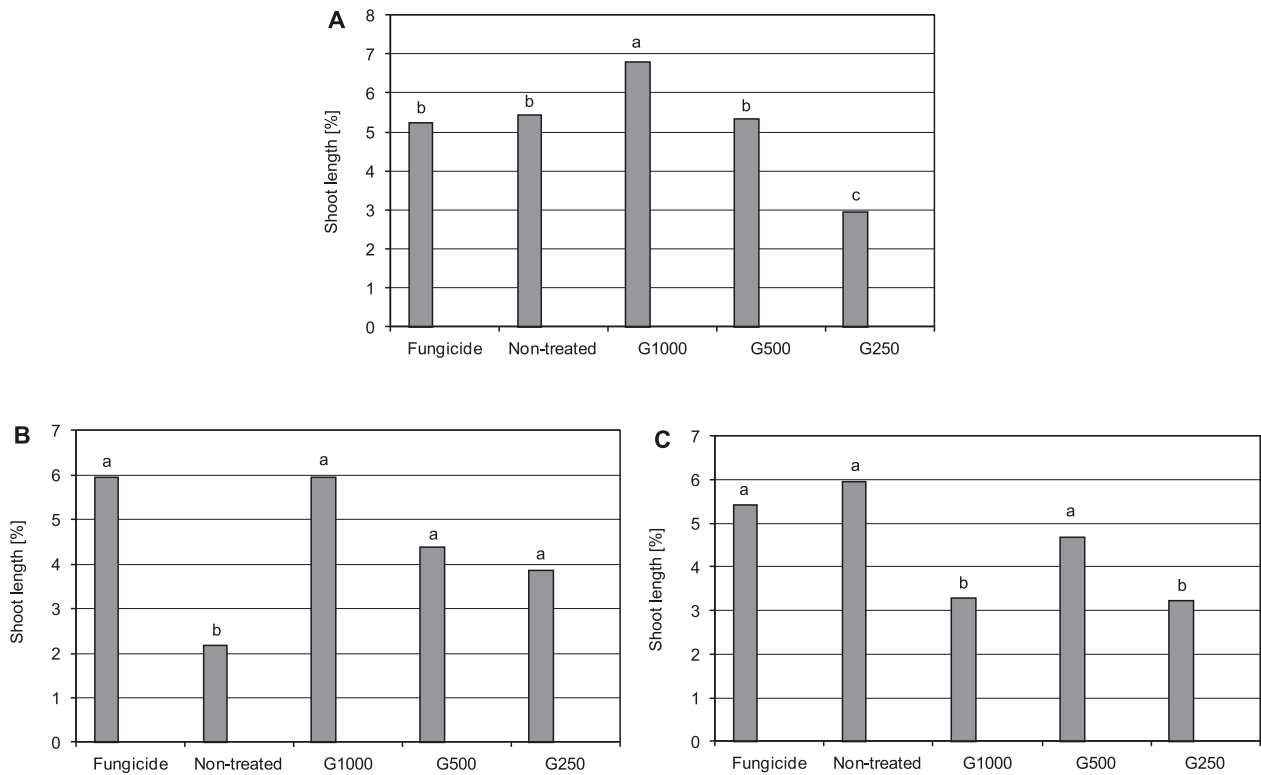 A
Shoot length [%]
8
7
6
5
4
3
2
1
0
b
b
a
b
c
Fungicide
Non-treated
G1000
G500
G250
B
Shoot length [%]
7
6
5
4
3
2
1
0
a
b
a
a
a
Fungicide
Non-treated
G1000
G500
G250
C
Shoot length [%]
7
6
5
4
3
2
1
0
a
a
b
a
b
Fungicide
Non-treated
G1000
G500
G250